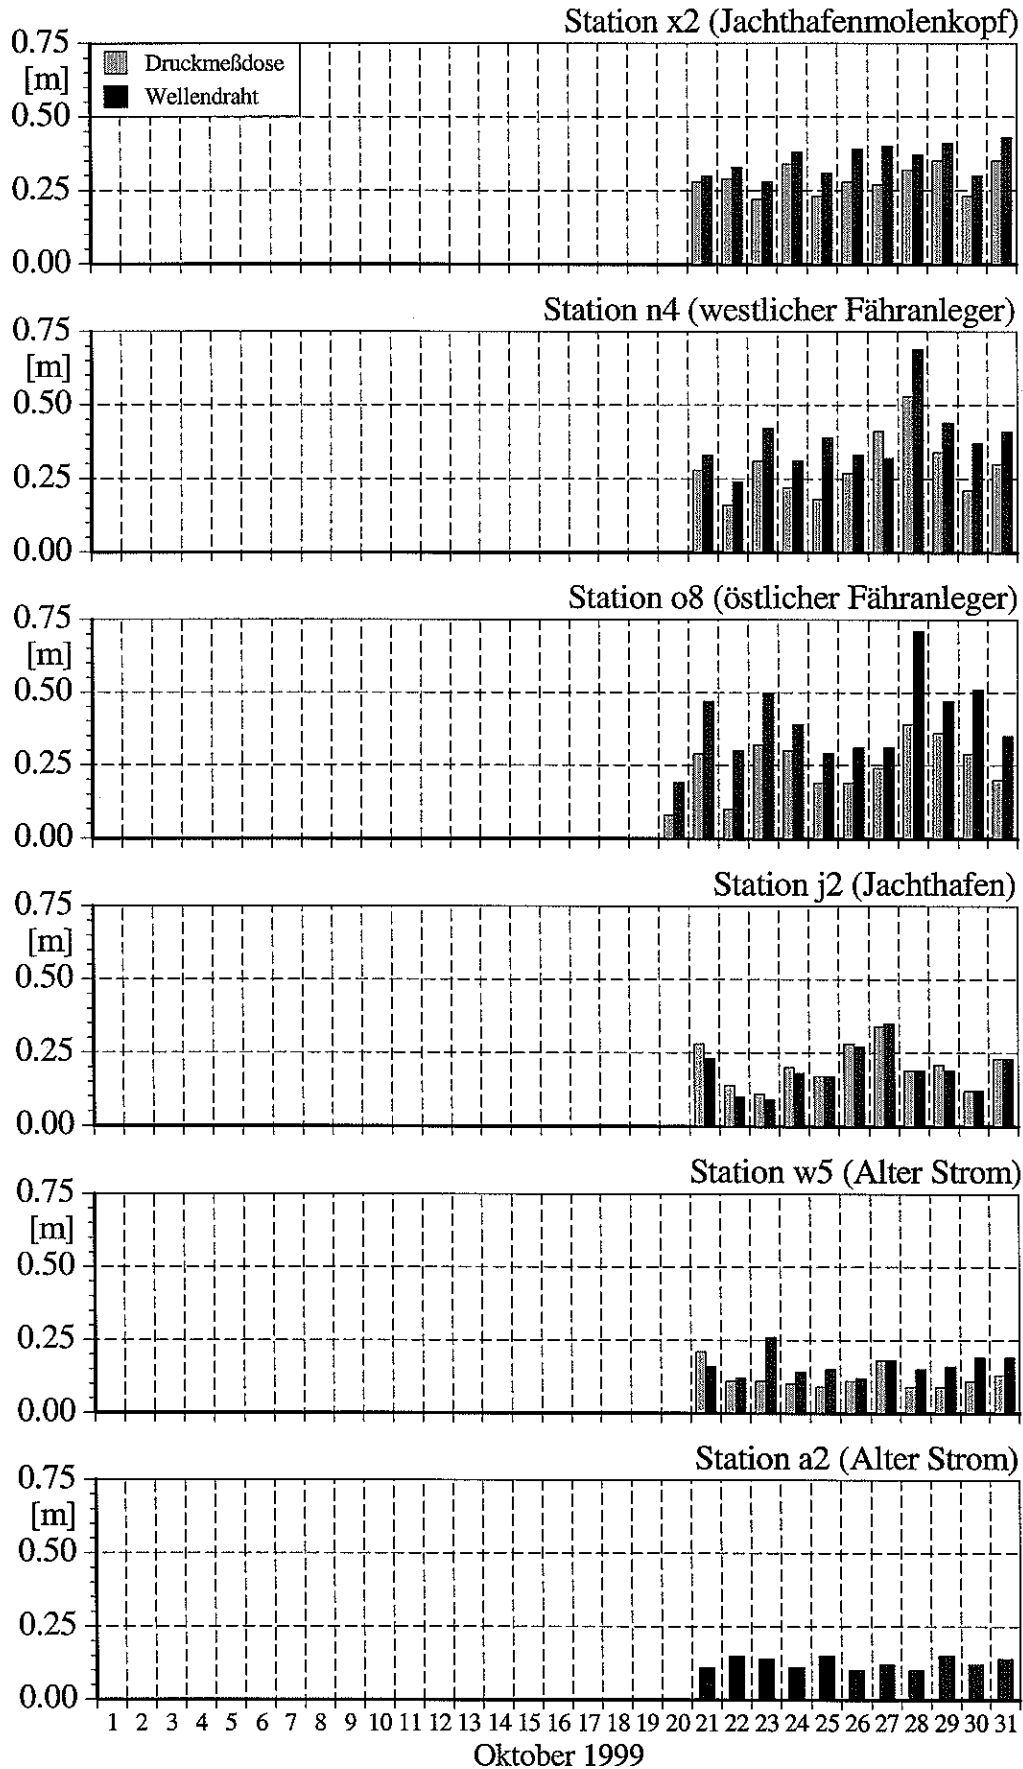 Station x2 (Jachthafenmolenkopf)
0.75
[m]
0.50
0.25
0.00
Druckmeßdose
Wellendraht
Station n4 (westlicher Fähranleger)
0.75
[m]
0.50
0.25
0.00
Station o8 (östlicher Fähranleger)
0.75
[m]
0.50
0.25
0.00
Station j2 (Jachthafen)
0.75
[m]
0.50
0.25
0.00
Station w5 (Alter Strom)
0.75
[m]
0.50
0.25
0.00
Station a2 (Alter Strom)
0.75
[m]
0.50
0.25
0.00
1 2 3 4 5 6 7 8 9 10 11 12 13 14 15 16 17 18 19 20 21 22 23 24 25 26 27 28 29 30 31
Oktober 1999